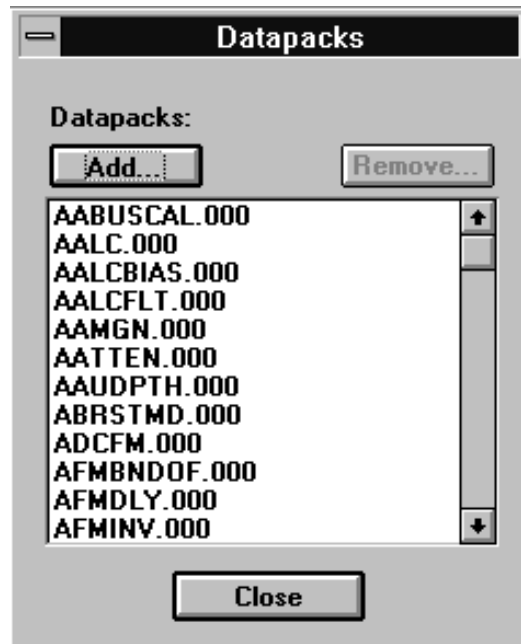 Datapacks
Datapacks:
Add... Remove...
AABUSCAL.000
AALC.000
AALCBIAS.000
AALCFLT.000
AAMGN.000
AATTEN.000
AAUDPTH.000
ABRSTMD.000
ADCFM.000
AFMBNDOF.000
AFMDLY.000
AFMINV.000
Close